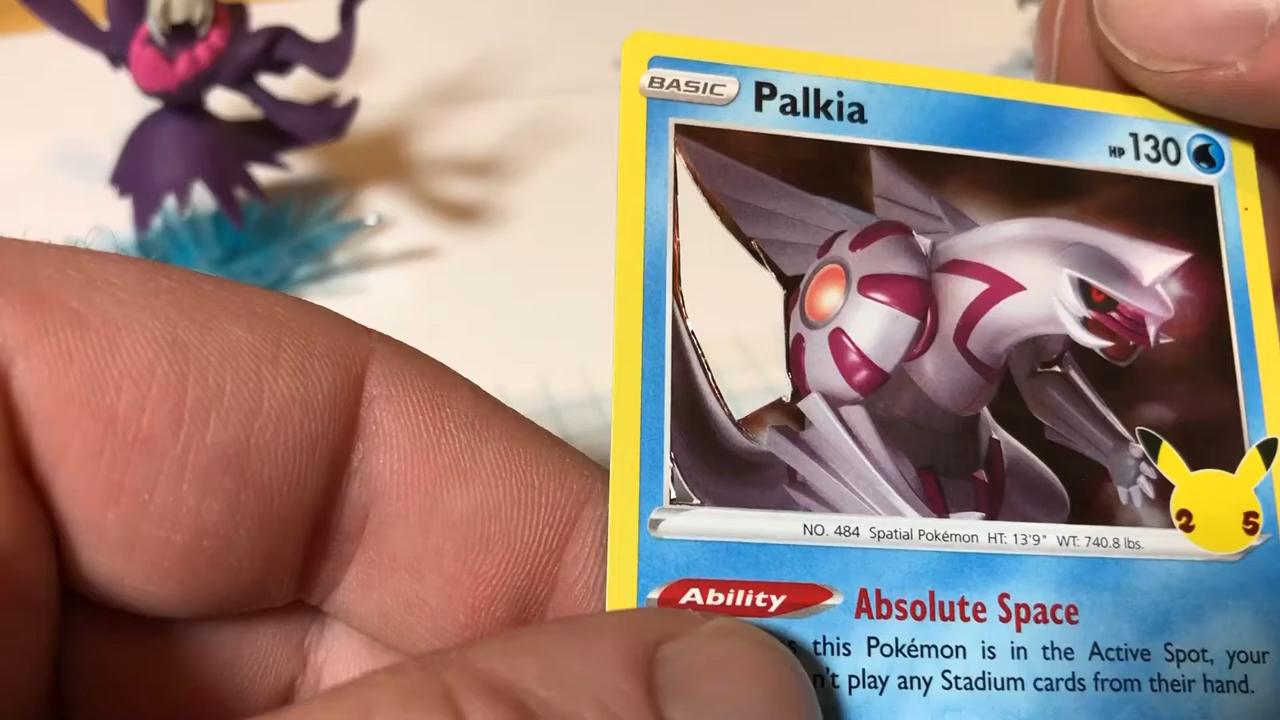 BASIC Palkia HP 130
2 5
NO. 484 Spatial Pokémon HT: 13'9" WT: 740.8 lbs.
Ability Absolute Space
this Pokémon is in the Active Spot, your
play any Stadium cards from their hand.